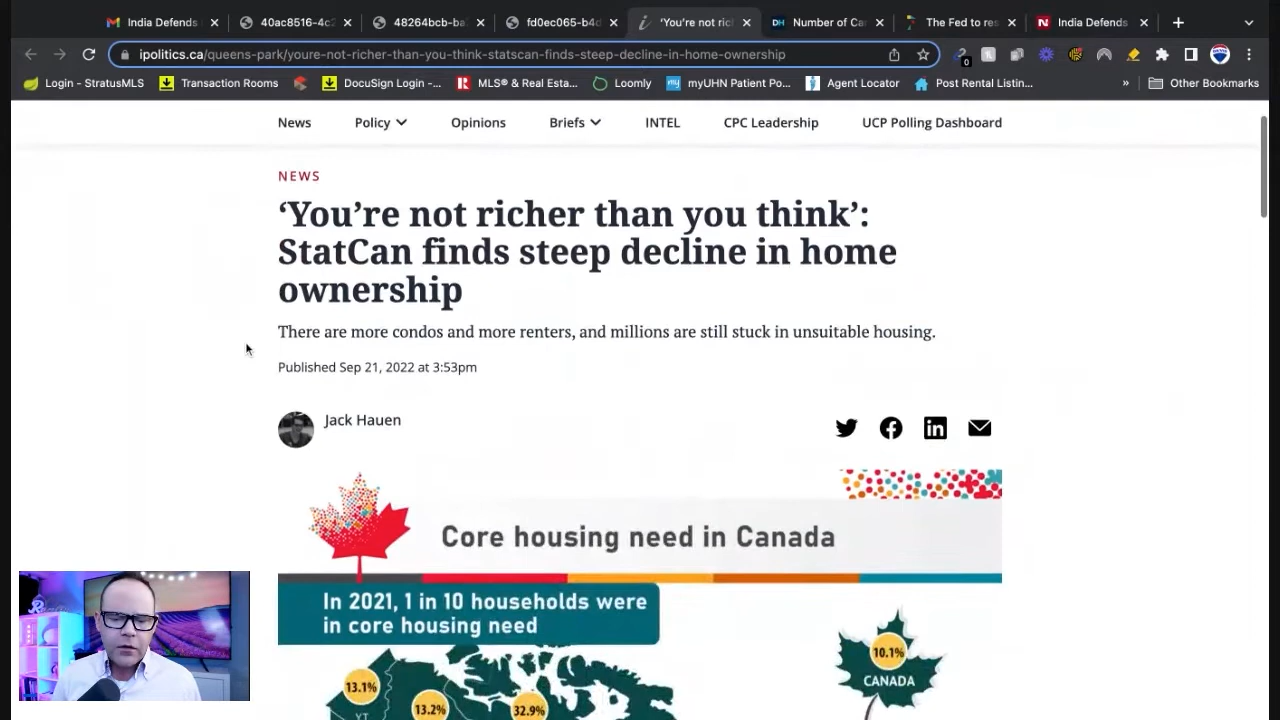 India Defends
40ac8516-4c2
48264bcb-ba
fd0ec065-b4d
'You're not ric
Number of Ca
The Fed to res
India Defends
ipolitics.ca/queens-park/youre-not-richer-than-you-think-statscan-finds-steep-decline-in-home-ownership
0
Login - StratusMLS
Transaction Rooms
DocuSign Login -...
MLS® & Real Esta...
Loomly
my myUHN Patient Po...
Agent Locator
Post Rental Listin...
»
Other Bookmarks
News
Policy
Opinions
Briefs
INTEL
CPC Leadership
UCP Polling Dashboard
NEWS
‘You’re not richer than you think’:
StatCan finds steep decline in home
ownership
There are more condos and more renters, and millions are still stuck in unsuitable housing.
Published Sep 21, 2022 at 3:53pm
Jack Hauen
Core housing need in Canada
In 2021, 1 in 10 households were
in core housing need
10.1%
CANADA
13.1%
YT
13.2%
32.9%